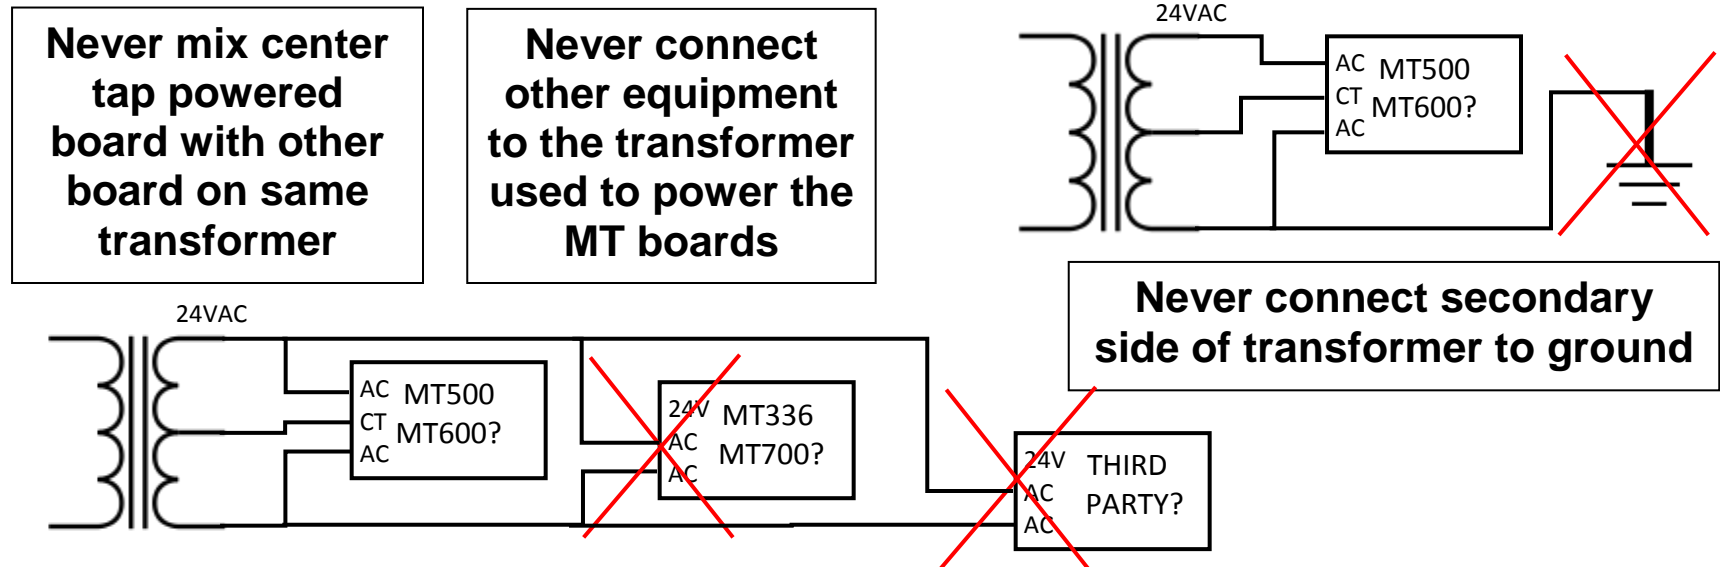 Never mix center
tap powered
board with other
board on same
transformer
Never connect
other equipment
to the transformer
used to power the
MT boards
24VAC
AC MT500
CT MT600?
AC
Never connect secondary
side of transformer to ground
24VAC
AC MT500
CT MT600?
AC
24V MT336
AC MT700?
AC
24V THIRD
AC PARTY?
AC